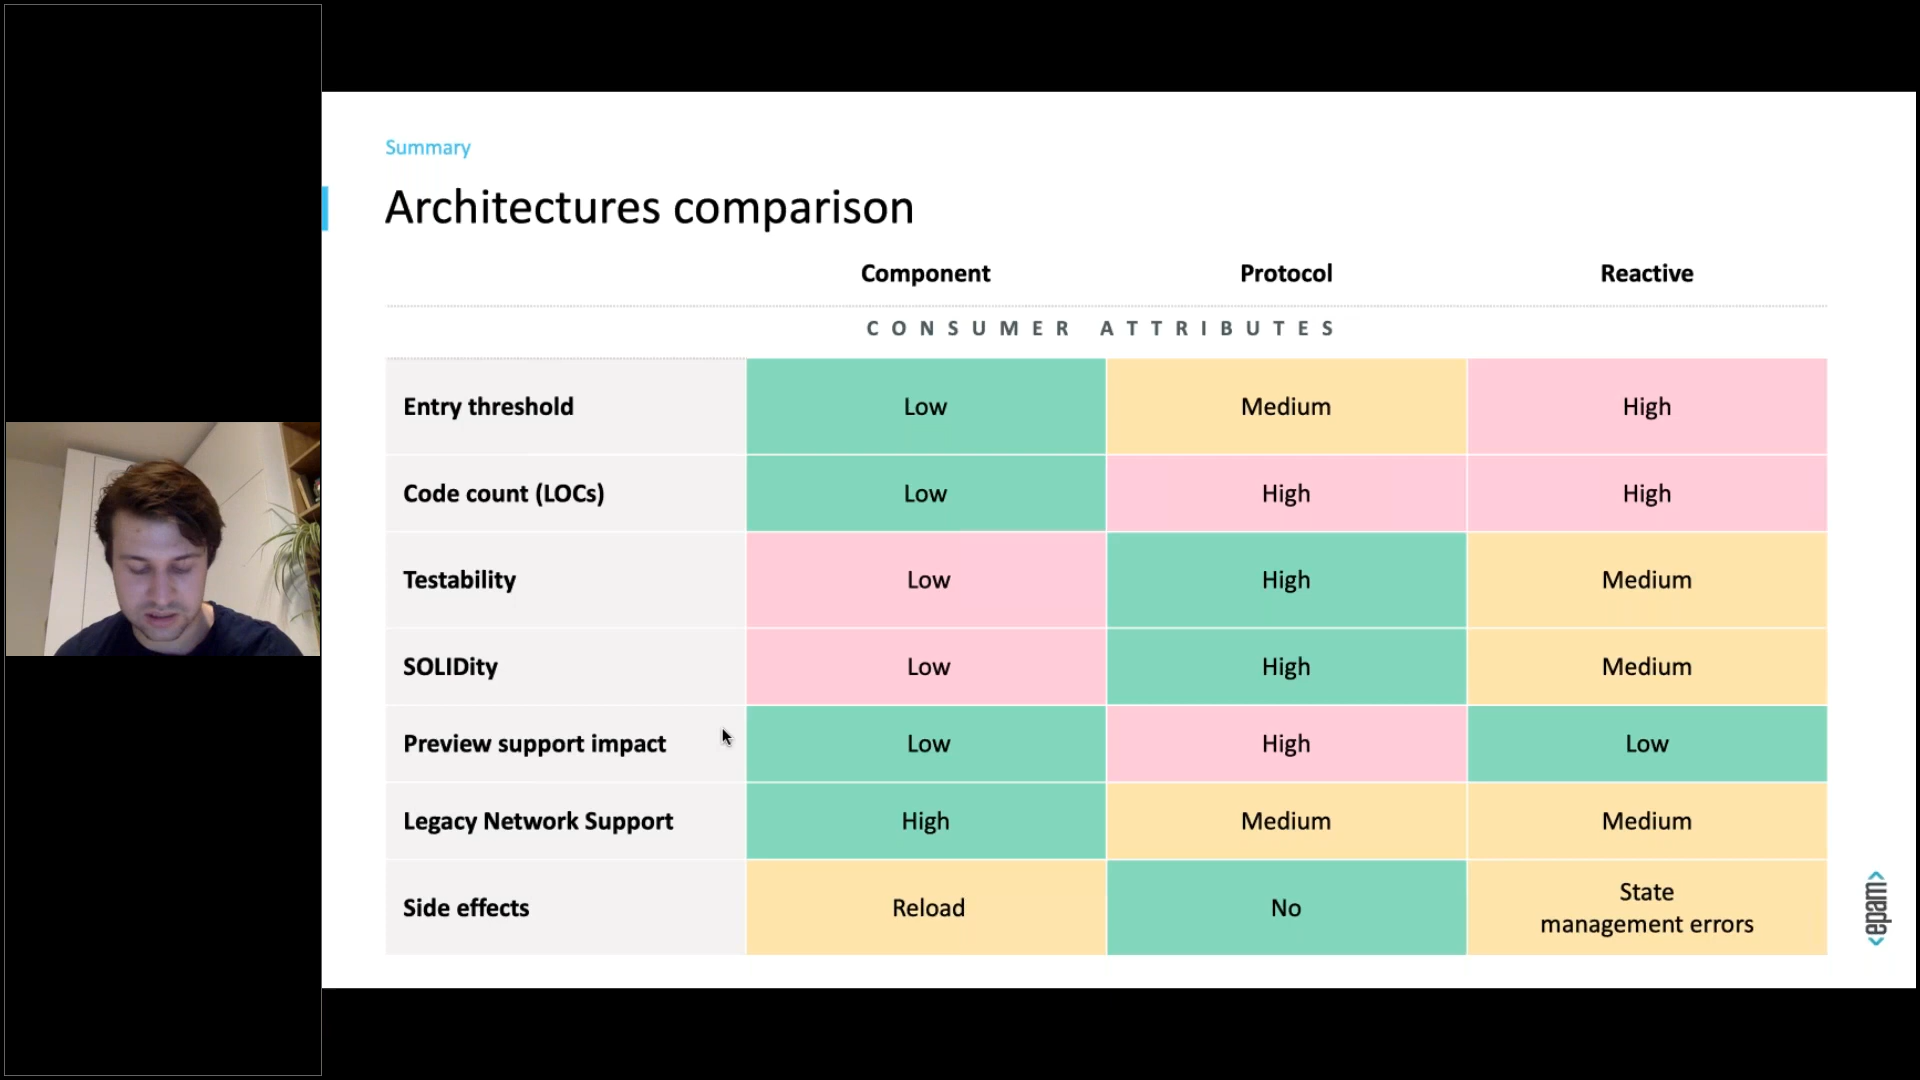 Summary
Architectures comparison
Component Protocol Reactive
CONSUMER ATTRIBUTES
Entry threshold Low Medium High
Code count (LOCs) Low High High
Testability Low High Medium
SOLIDity Low High Medium
Preview support impact Low High Low
Legacy Network Support High Medium Medium
Side effects Reload No State
management errors
<epam>